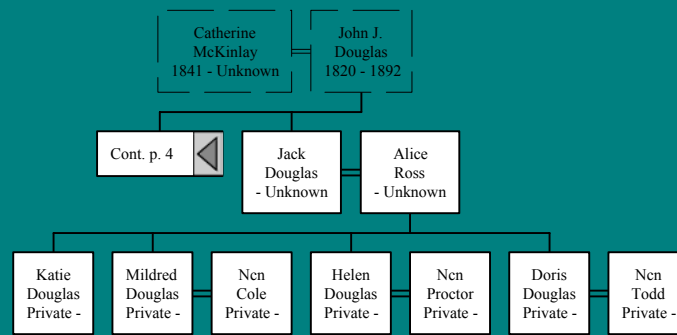 Catherine
McKinlay
1841 - Unknown
John J.
Douglas
1820 - 1892
Cont. p. 4
Jack
Douglas
- Unknown
Alice
Ross
- Unknown
Katie
Douglas
Private -
Mildred
Douglas
Private -
Ncn
Cole
Private -
Helen
Douglas
Private -
Ncn
Proctor
Private -
Doris
Douglas
Private -
Ncn
Todd
Private -